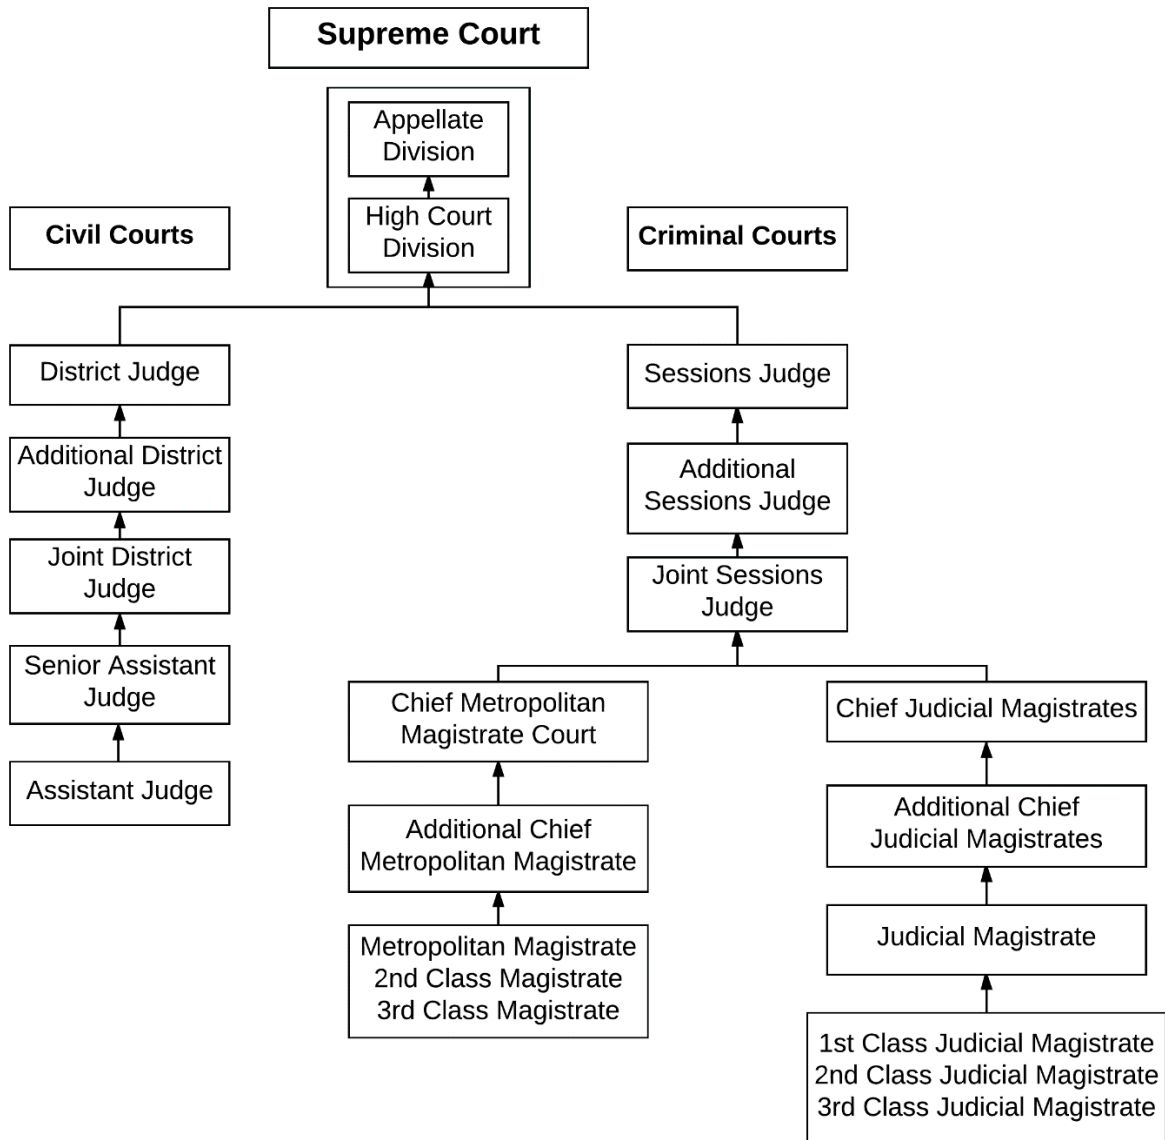 Supreme Court
Appellate
Division
High Court
Division
Civil Courts
Criminal Courts
District Judge
Additional District
Judge
Joint District
Judge
Senior Assistant
Judge
Assistant Judge
Sessions Judge
Additional
Sessions Judge
Joint Sessions
Judge
Chief Metropolitan
Magistrate Court
Additional Chief
Metropolitan Magistrate
Metropolitan Magistrate
2nd Class Magistrate
3rd Class Magistrate
Chief Judicial Magistrates
Additional Chief
Judicial Magistrates
Judicial Magistrate
1st Class Judicial Magistrate
2nd Class Judicial Magistrate
3rd Class Judicial Magistrate